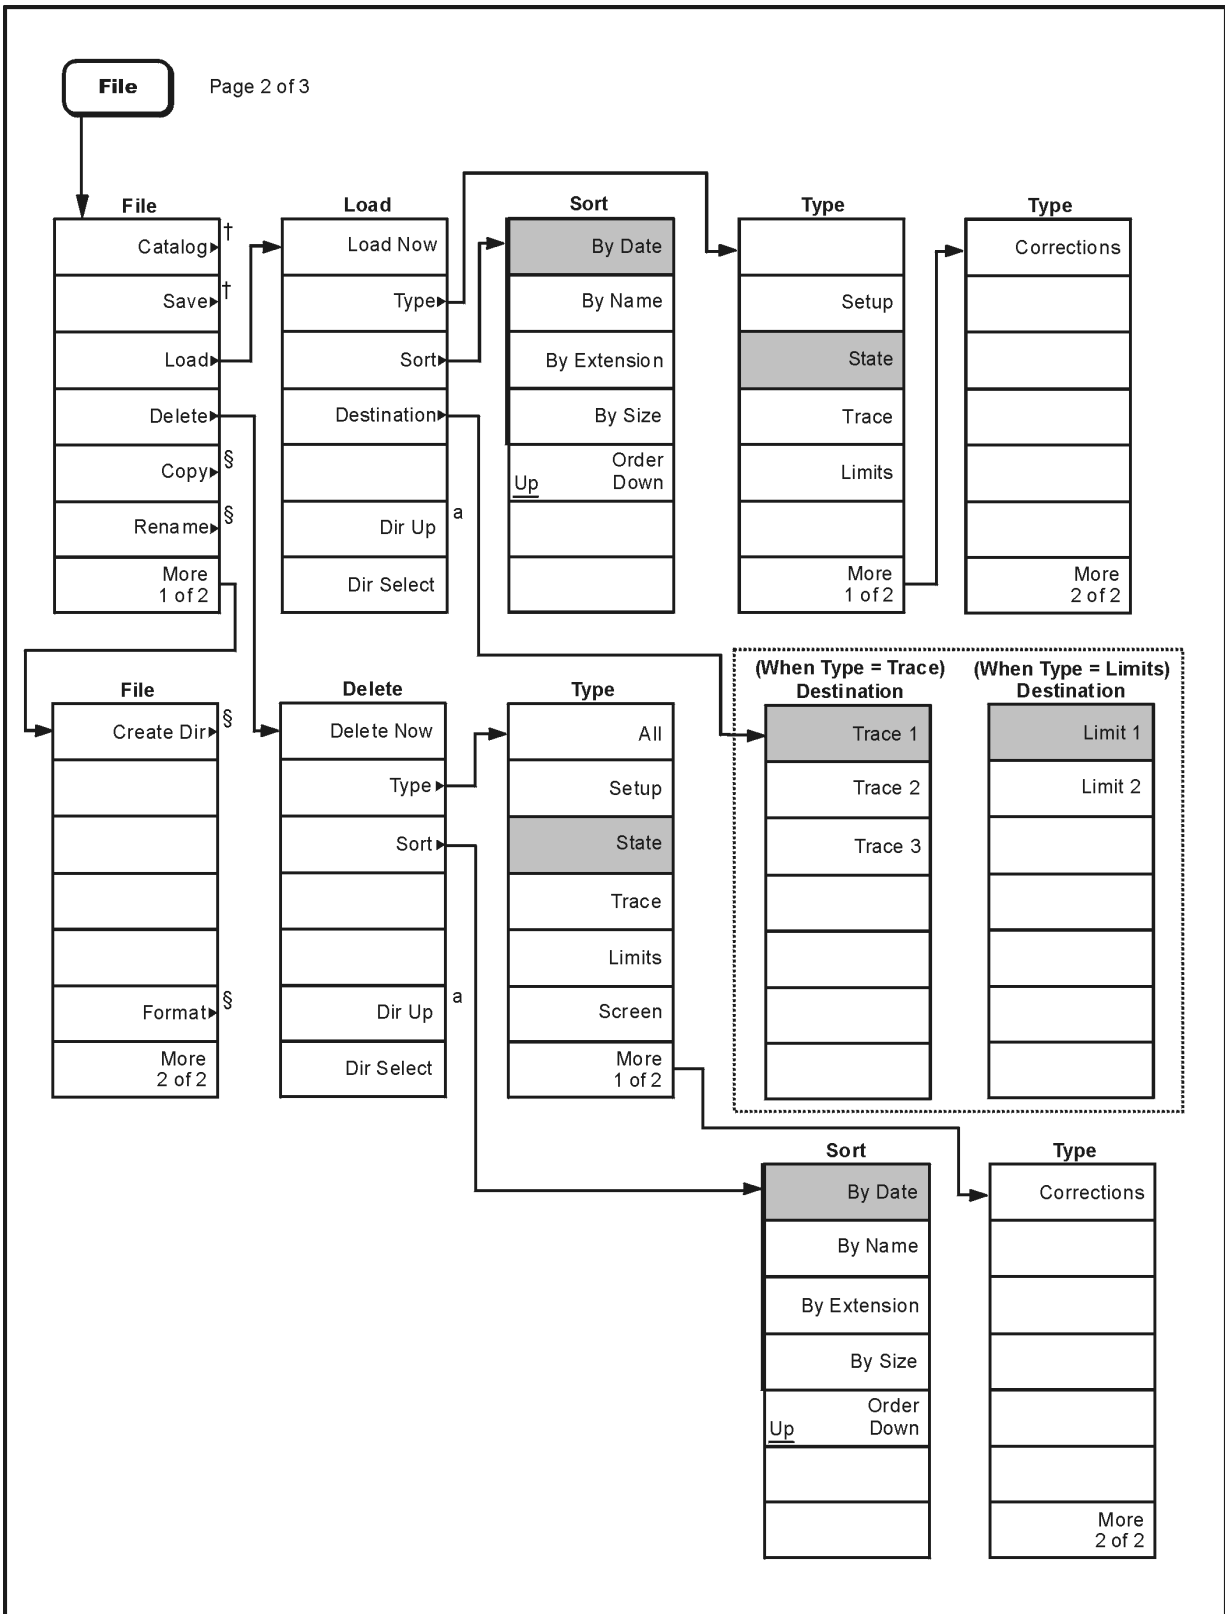 File
Page 2 of 3
File
Catalog †
Save †
Load
Delete
Copy §
Rename §
More
1 of 2
Load
Load Now
Type
Sort
Destination
Dir Up a
Dir Select
Sort
By Date
By Name
By Extension
By Size
Order
Up Down
Type
Setup
State
Trace
Limits
More
1 of 2
Type
Corrections
More
2 of 2
File
Create Dir §
Format §
More
2 of 2
Delete
Delete Now
Type
Sort
Dir Up a
Dir Select
Type
All
Setup
State
Trace
Limits
Screen
More
1 of 2
(When Type = Trace)
Destination
Trace 1
Trace 2
Trace 3
(When Type = Limits)
Destination
Limit 1
Limit 2
Sort
By Date
By Name
By Extension
By Size
Order
Up Down
Type
Corrections
More
2 of 2